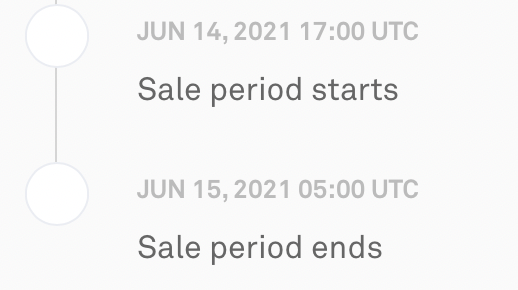 JUN 14, 2021 17:00 UTC
Sale period starts
JUN 15, 2021 05:00 UTC
Sale period ends